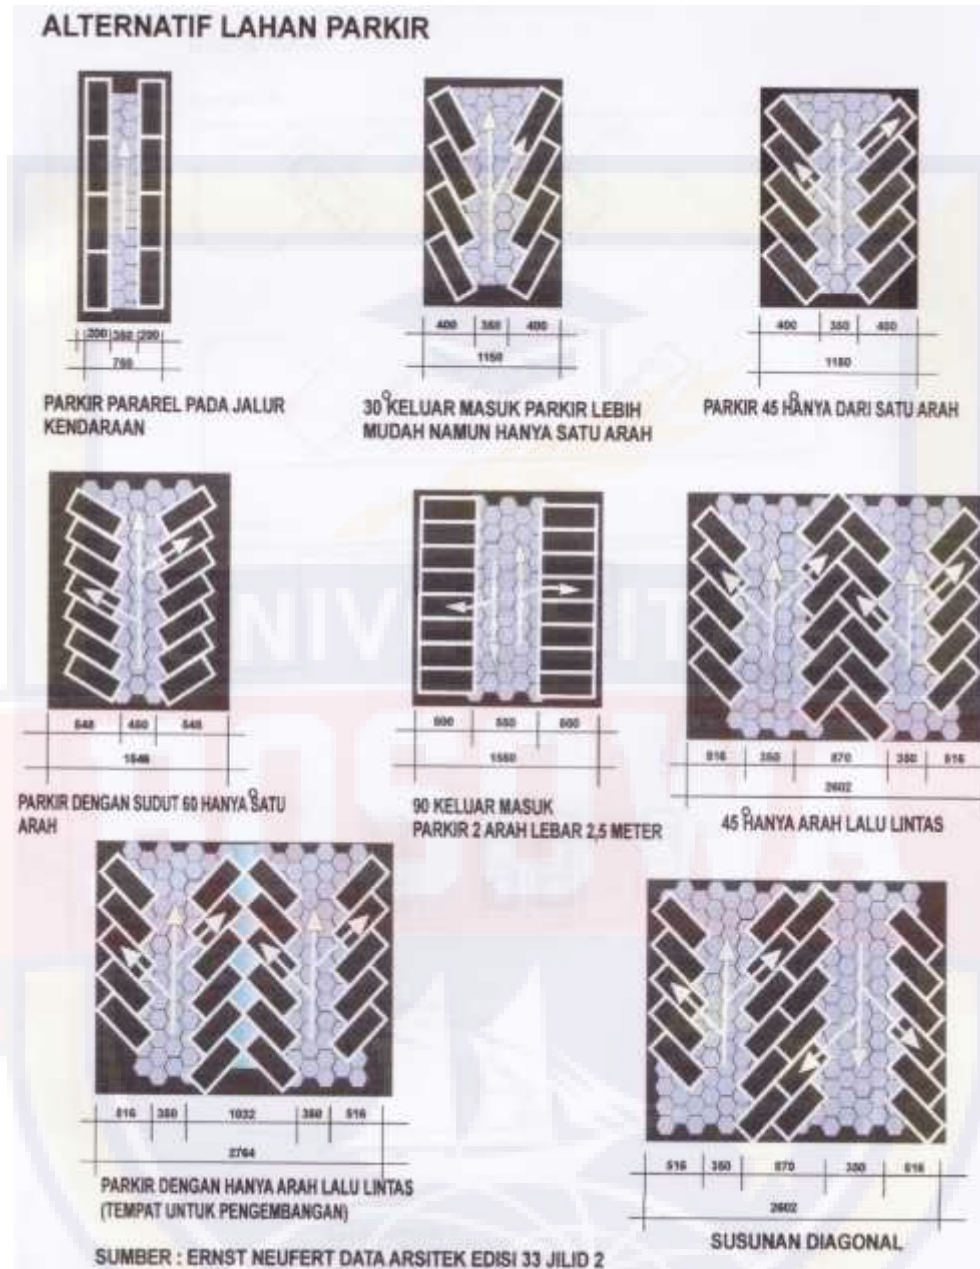 ALTERNATIF LAHAN PARKIR
200 350 200
750
PARKIR PARAREL PADA JALUR
KENDARAAN
400 350 400
1150
30° KELUAR MASUK PARKIR LEBIH
MUDAH NAMUN HANYA SATU ARAH
400 350 400
1150
PARKIR 45° HANYA DARI SATU ARAH
548 450 548
1546
PARKIR DENGAN SUDUT 60 HANYA SATU
ARAH
500 550 500
1550
90 KELUAR MASUK
PARKIR 2 ARAH LEBAR 2,5 METER
516 350 870 350 516
2602
45° HANYA ARAH LALU LINTAS
UNIVERSITAS
BOSOWA
516 350 1032 350 516
2764
PARKIR DENGAN HANYA ARAH LALU LINTAS
(TEMPAT UNTUK PENGEMBANGAN)
516 350 870 350 516
2602
SUSUNAN DIAGONAL
SUMBER : ERNST NEUFERT DATA ARSITEK EDISI 33 JILID 2